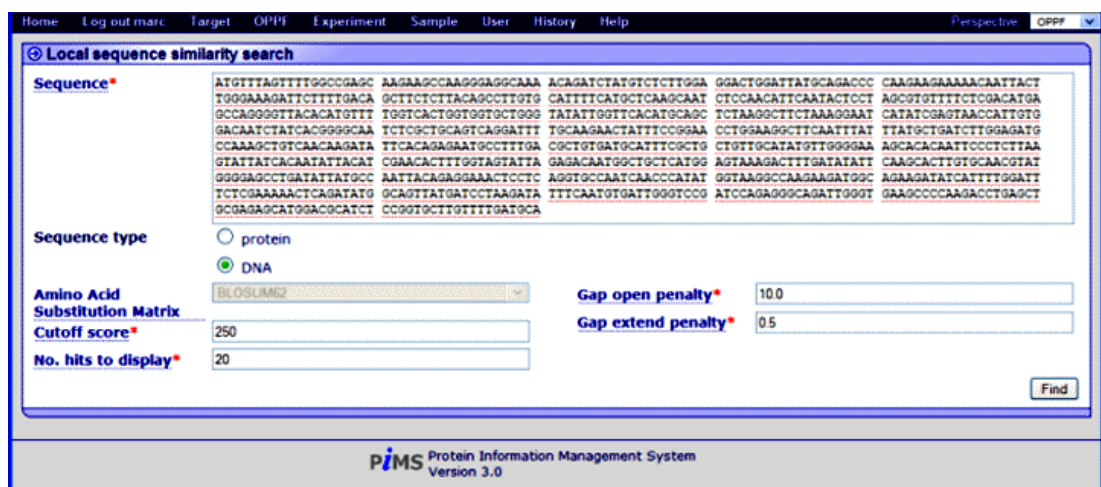 Home Log out marc Target OPPF Experiment Sample User History Help Perspective OPPF
Local sequence similarity search
Sequence*
ATGTTTAGTTTTGGCCGAGC AAGAAGCCAAGGGAGGCAAA ACAGATCTATGTCTCTTGGA GGACTGGATTATGCAGACCC CAAGAAGAAAAACAATTACT
TGGGAAAGATTCTTTTGACA GCTTCTCTTACAGCCTTGTG CATTTTCATGCTCAAGCAAT CTCCAACATTCAATACTCCT AGCGTGTTTTCTCGACATGA
GCCAGGGGTTACACATGTTT TGGTCACTGGTGGTGCTGGG TATATTGGTTCACATGCAGC TCTAAGGCTTCTAAAGGAAT CATATCGAGTAACCATTGTG
GACAATCTATCACGGGGCAA TCTCGCTGCAGTCAGGATTT TGCAAGAACTATTTCCGGAA CCTGGAAGGCTTCAATTTAT TTATGCTGATCTTGGAGATG
CCAAAGCTGTCAACAAGATA TTCACAGAGAATGCCTTTGA CGCTGTGATGCATTTCGCTG CTGTTGCATATGTTGGGGAA AGCACACAATTCCCTCTTAA
GTATTATCACAATATTACAT CGAACACTTTGGTAGTATTA GAGACAATGGCTGCTCATGG AGTAAAGACTTTGATATATT CAAGCACTTGTGCAACGTAT
GGGGAGCCTGATATTATGCC AATTACAGAGGAAACTCCTC AGGTGCCAATCAACCCATAT GGTAAGGCCAAGAAGATGGC AGAAGATATCATTTTGGATT
TCTCGAAAAACTCAGATATG GCAGTTATGATCCTAAGATA TTTCAATGTGATTGGGTCCG ATCCAGAGGGCAGATTGGGT GAAGCCCCAAGACCTGAGCT
GCGAGAGCATGGACGCATCT CCGGTGCTTGTTTTGATGCA
Sequence type
protein
DNA
Amino Acid Substitution Matrix
BLOSUM62
Gap open penalty* 10.0
Cutoff score* 250
Gap extend penalty* 0.5
No. hits to display* 20
Find
PiMS Protein Information Management System
Version 3.0